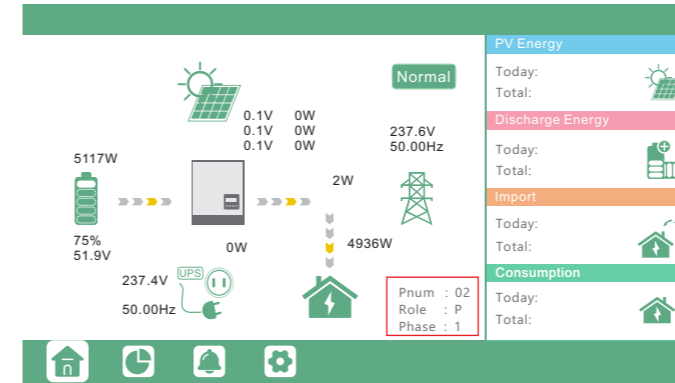 Normal
0.1V 0W
0.1V 0W
0.1V 0W
237.6V
50.00Hz
5117W
2W
75%
51.9V
0W
4936W
237.4V
UPS
50.00Hz
Pnum : 02
Role : P
Phase : 1
PV Energy
Today:
Total:
Discharge Energy
Today:
Total:
Import
Today:
Total:
Consumption
Today:
Total: